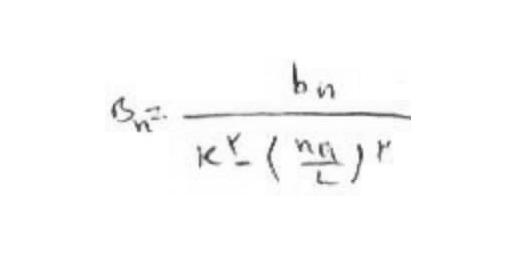 Bₙ = bₙ / (K² - (nπ/L)²)